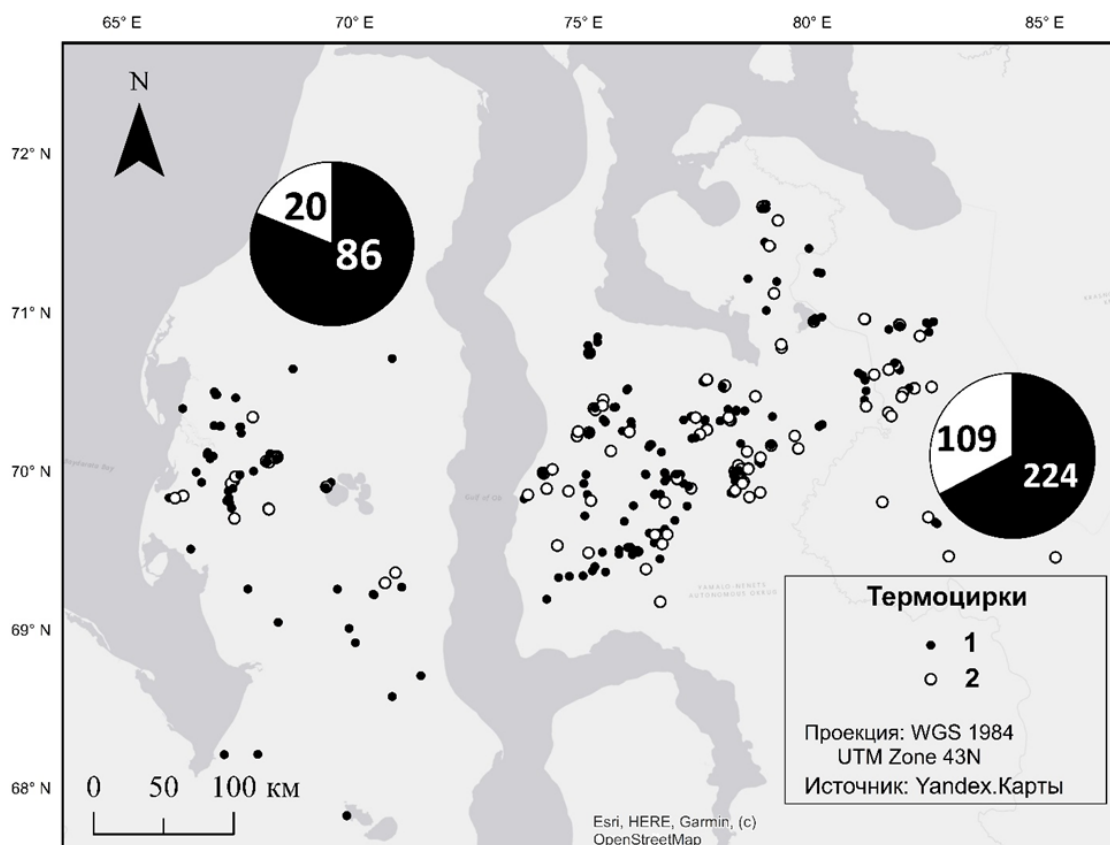 65° E 70° E 75° E 80° E 85° E
N
72° N
71° N
70° N
69° N
68° N
20
86
109
224
Gulf of Ob
YAMALO-NENETS
AUTONOMOUS OKRUG
Термоцирки
1
2
Проекция: WGS 1984
UTM Zone 43N
Источник: Yandex.Карты
0 50 100 км
Esri, HERE, Garmin, (c)
OpenStreetMap